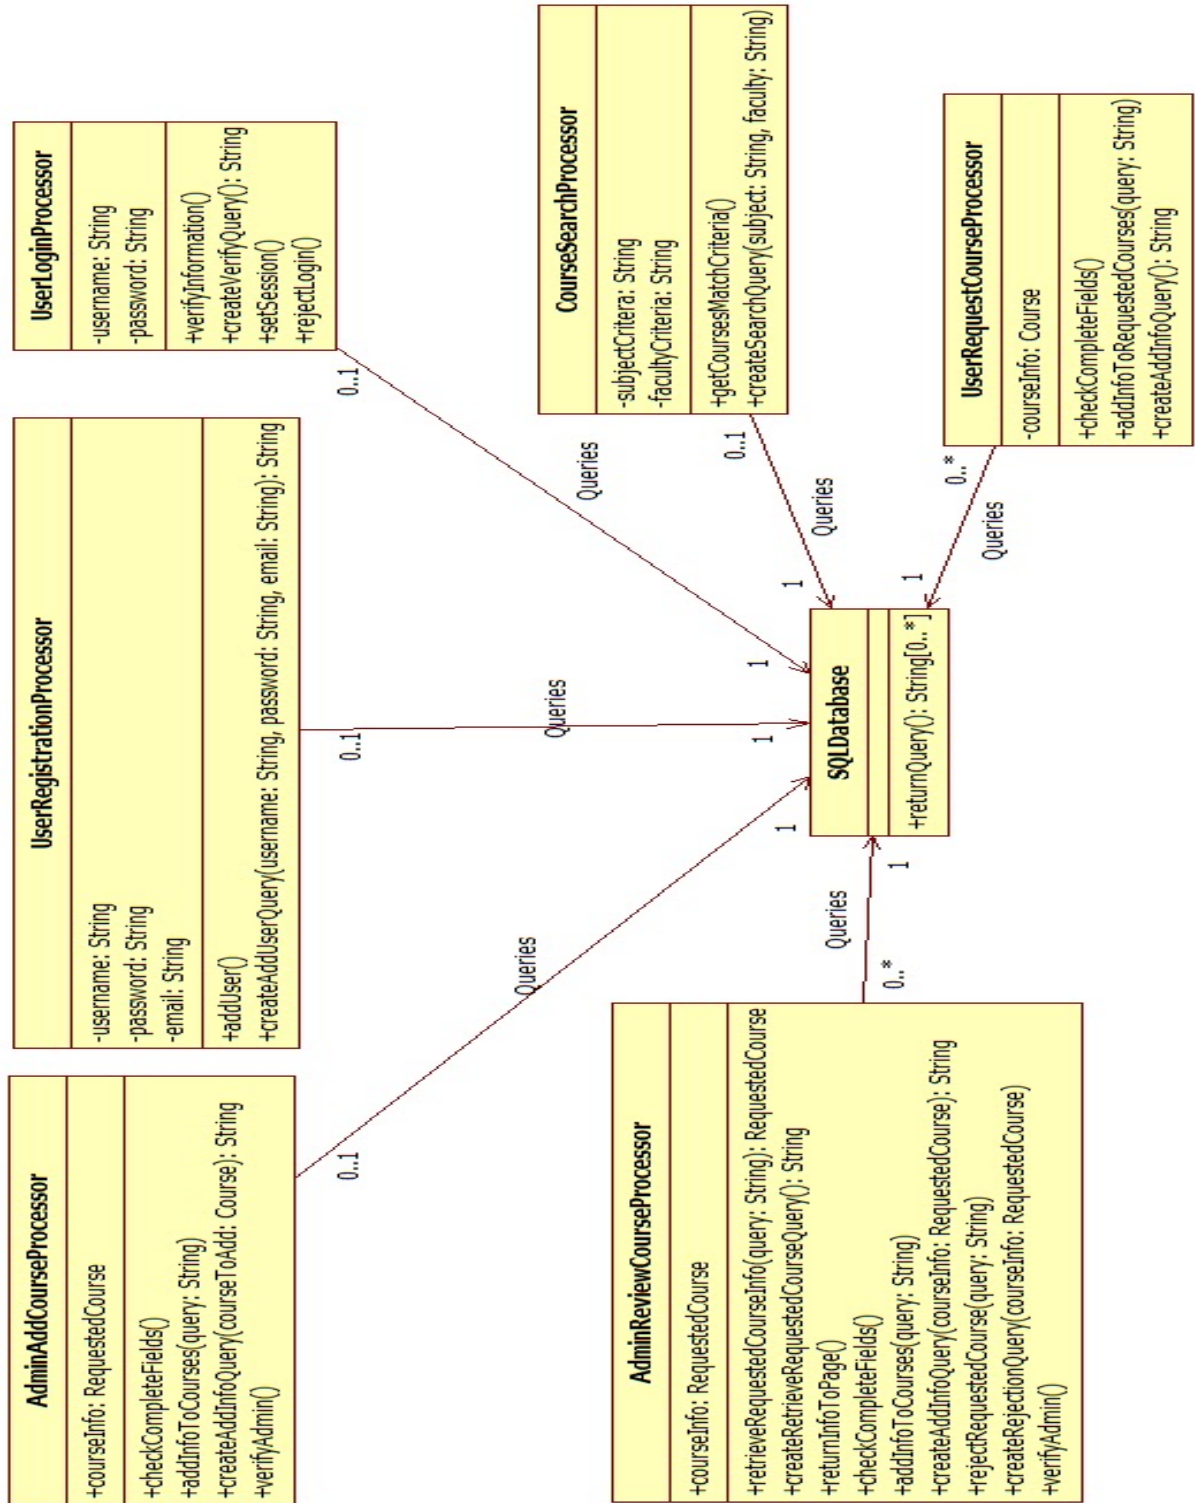 AdminAddCourseProcessor
+courseInfo: RequestedCourse
+checkCompleteFields()
+addInfoToCourses(query: String)
+createAddInfoQuery(courseToAdd: Course): String
+verifyAdmin()
UserRegistrationProcessor
-username: String
-password: String
-email: String
+addUser()
+createAddUserQuery(username: String, password: String, email: String): String
UserLoginProcessor
-username: String
-password: String
+verifyInformation()
+createVerifyQuery(): String
+setSession()
+rejectLogin()
0..1
Queries
1
0..1
Queries
1
0..1
Queries
1
CourseSearchProcessor
-subjectCritera: String
-facultyCriteria: String
+getCoursesMatchCriteria()
+createSearchQuery(subject: String, faculty: String)
0..1
Queries
1
AdminReviewCourseProcessor
+courseInfo: RequestedCourse
+retrieveRequestedCourseInfo(query: String): RequestedCourse
+createRetrieveRequestedCourseQuery(): String
+returnInfoToPage()
+checkCompleteFields()
+addInfoToCourses(query: String)
+createAddInfoQuery(courseInfo: RequestedCourse): String
+rejectRequestedCourse(query: String)
+createRejectionQuery(courseInfo: RequestedCourse)
+verifyAdmin()
Queries
0..*
1
SQLDatabase
+returnQuery(): String[0..*]
UserRequestCourseProcessor
-courseInfo: Course
+checkCompleteFields()
+addInfoToRequestedCourses(query: String)
+createAddInfoQuery(): String
0..*
Queries
1